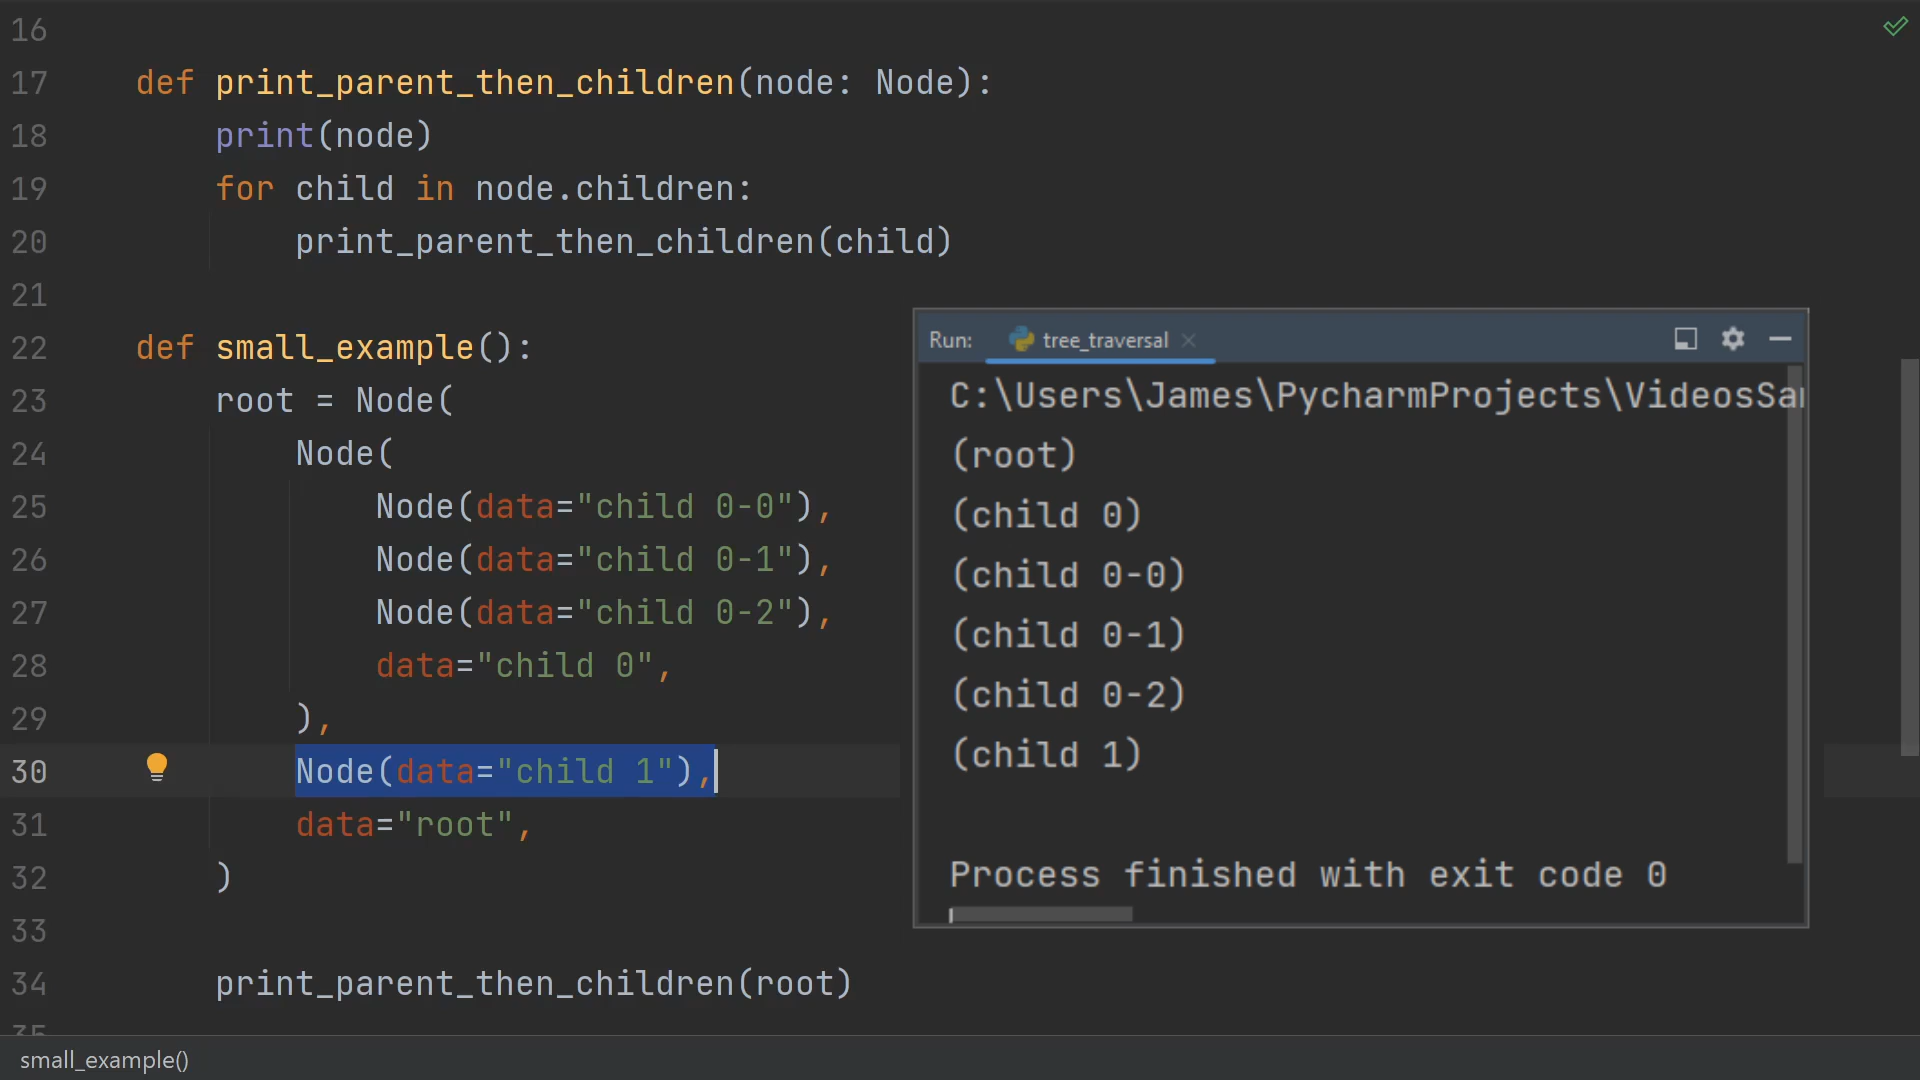 16
17 def print_parent_then_children(node: Node):
18 print(node)
19 for child in node.children:
20 print_parent_then_children(child)
21
22 def small_example():
23 root = Node(
24 Node(
25 Node(data="child 0-0"),
26 Node(data="child 0-1"),
27 Node(data="child 0-2"),
28 data="child 0",
29 ),
30 Node(data="child 1"),
31 data="root",
32 )
33
34 print_parent_then_children(root)
35
Run: tree_traversal
C:\Users\James\PycharmProjects\VideosSa
(root)
(child 0)
(child 0-0)
(child 0-1)
(child 0-2)
(child 1)
Process finished with exit code 0
small_example()